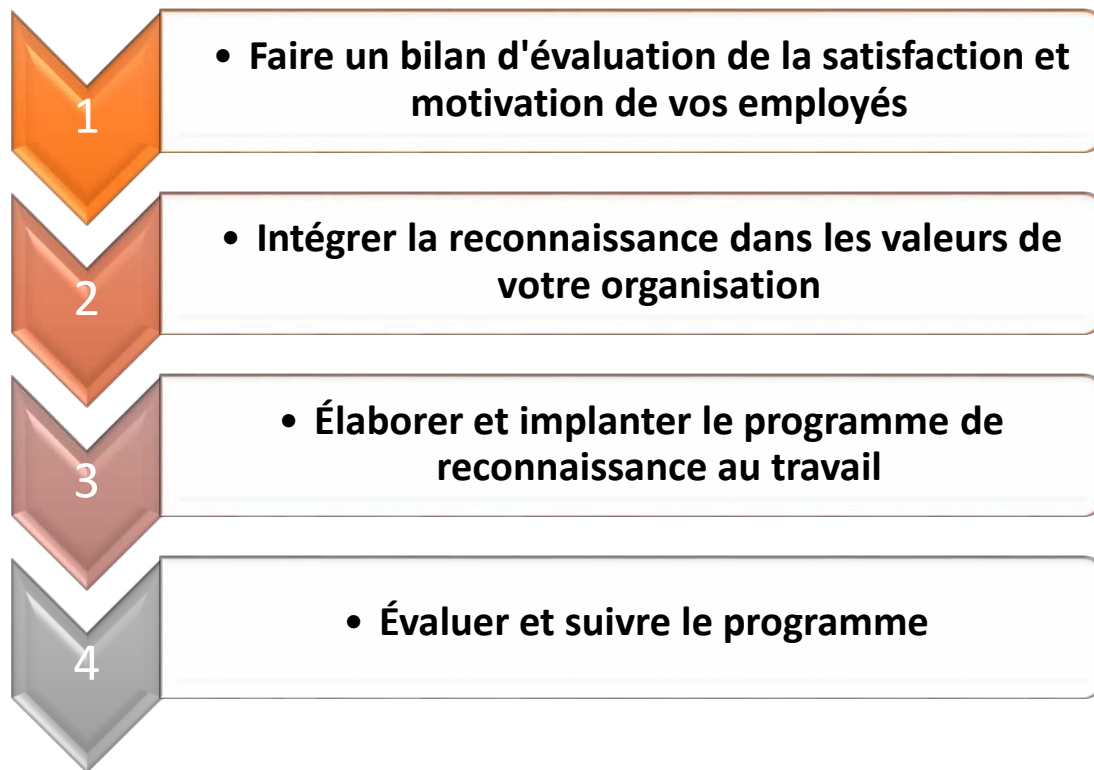 1
• Faire un bilan d'évaluation de la satisfaction et
motivation de vos employés
2
• Intégrer la reconnaissance dans les valeurs de
votre organisation
3
• Élaborer et implanter le programme de
reconnaissance au travail
4
• Évaluer et suivre le programme